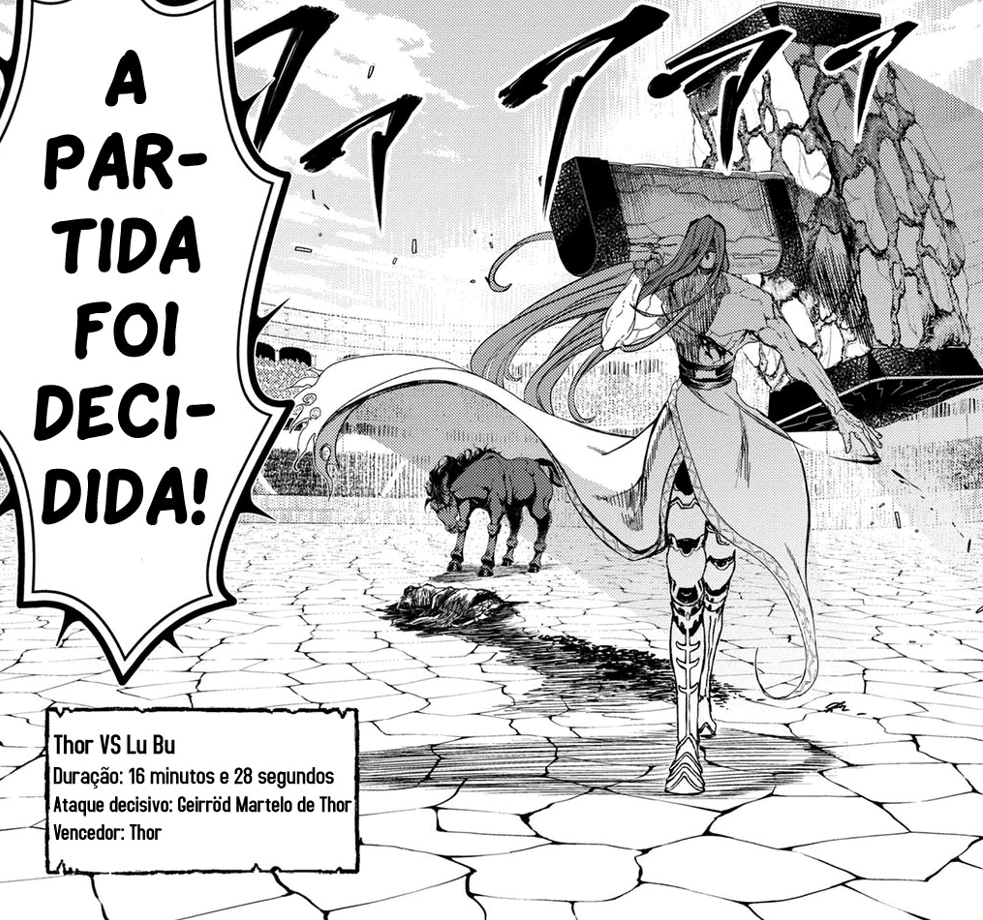 A
PAR-
TIDA
FOI
DECI-
DIDA!
Thor VS Lu Bu
Duração: 16 minutos e 28 segundos
Ataque decisivo: Geirröd Martelo de Thor
Vencedor: Thor